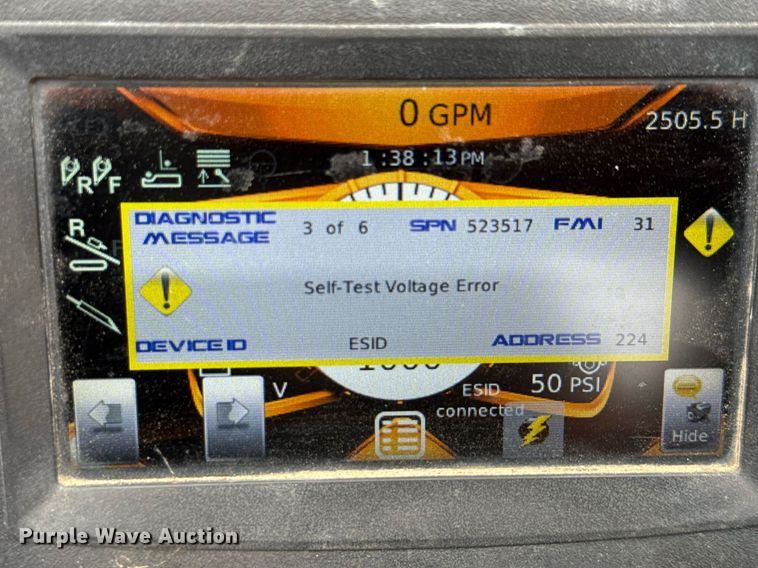 0 GPM
2505.5 H
1:38:13PM
R F
DIAGNOSTIC MESSAGE 3 of 6 SPN 523517 FMI 31
R
Self-Test Voltage Error
DEVICE ID ESID ADDRESS 224
V
ESID connected
50 PSI
Hide
Purple Wave Auction